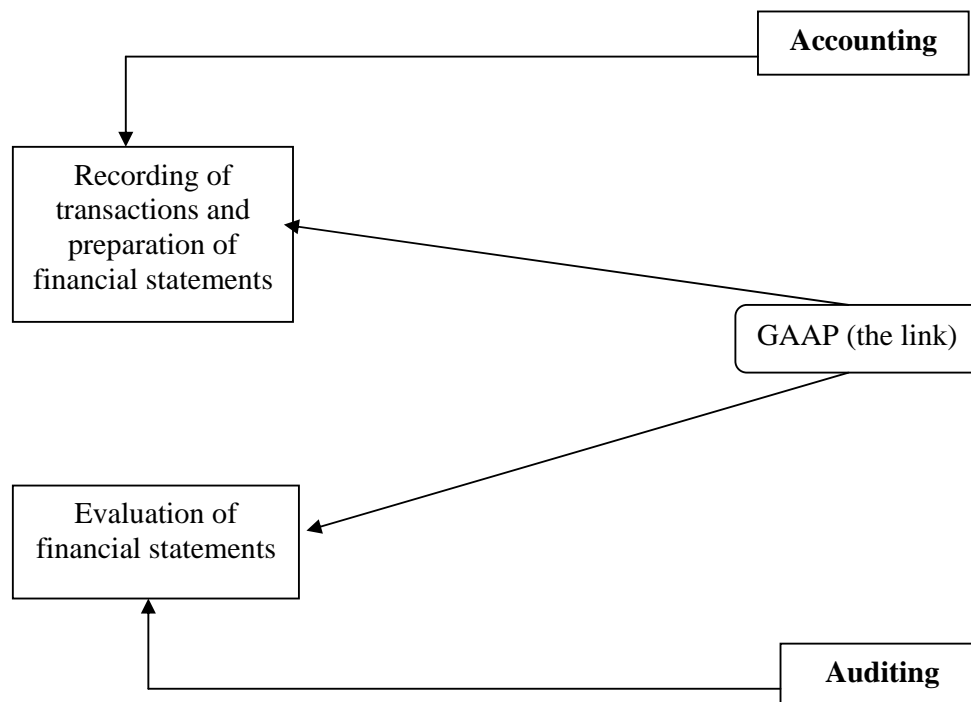 Accounting
Recording of
transactions and
preparation of
financial statements
GAAP (the link)
Evaluation of
financial statements
Auditing